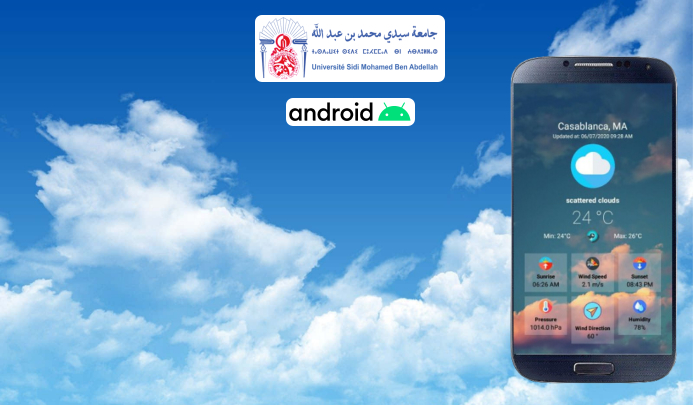 جامعة سيدي محمد بن عبد اللّه
Université Sidi Mohamed Ben Abdellah
android
Casablanca, MA
Updated at: 06/07/2020 09:28 AM
scattered clouds
24 °C
Min: 24°C Max: 26°C
Sunrise Wind Speed Sunset
06:26 AM 2.1 m/s 08:43 PM
Pressure Wind Direction Humidity
1014.0 hPa 60 ° 78%